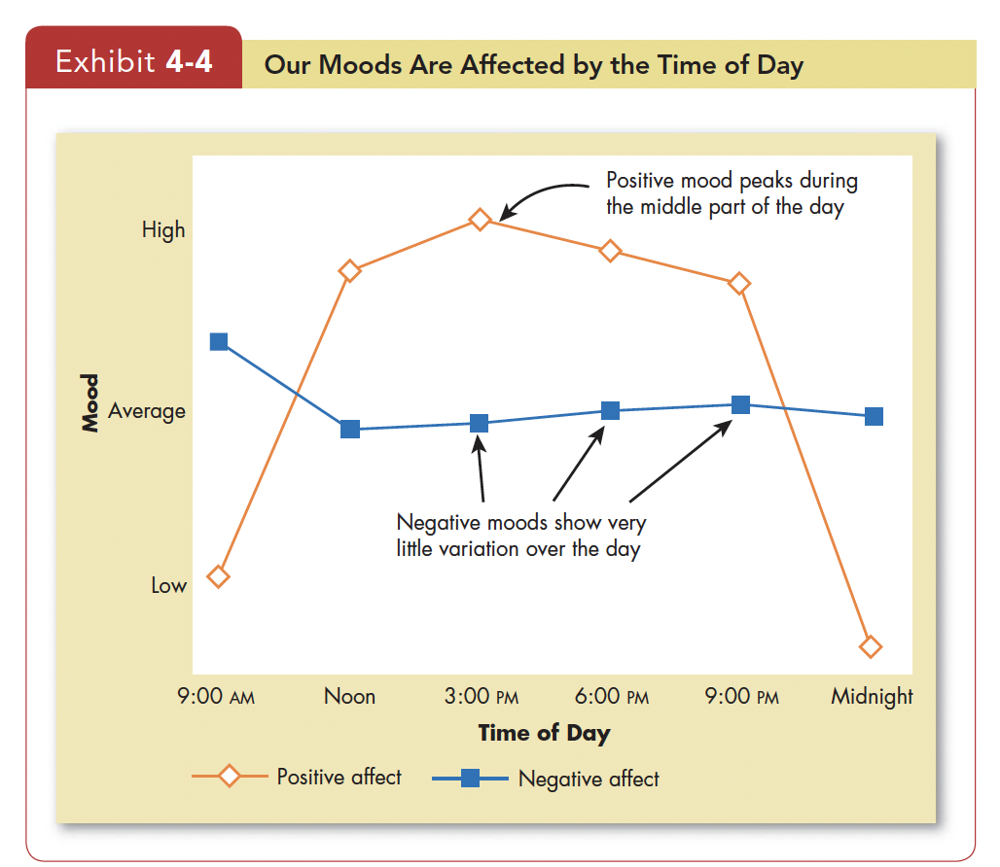 Exhibit 4-4
Our Moods Are Affected by the Time of Day
Positive mood peaks during
the middle part of the day
High
Mood
Average
Negative moods show very
little variation over the day
Low
9:00 AM
Noon
3:00 PM
6:00 PM
9:00 PM
Midnight
Time of Day
Positive affect
Negative affect